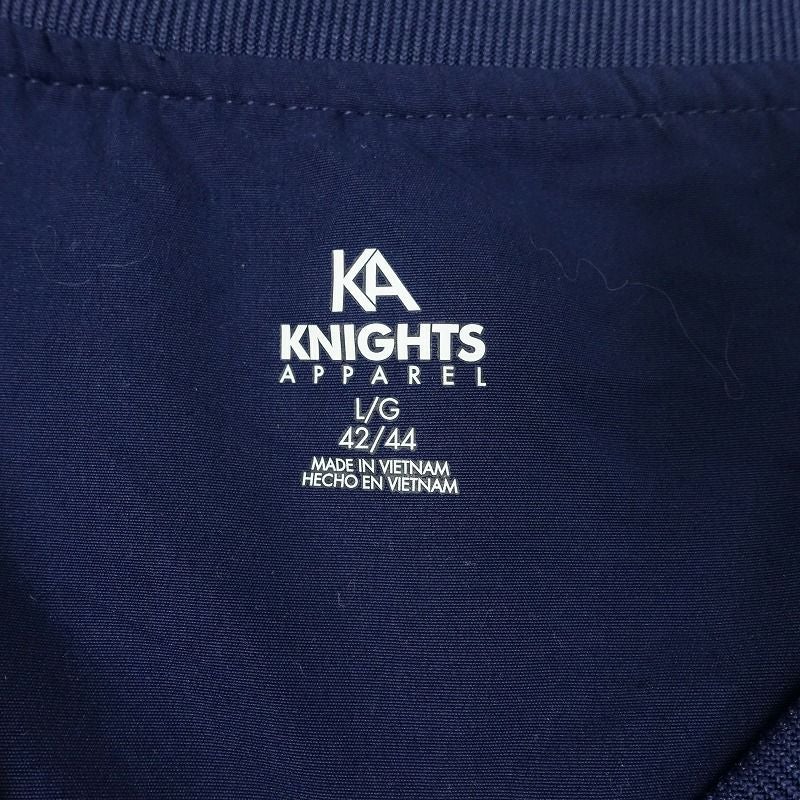 KA
KNIGHTS
APPAREL
L/G
42/44
MADE IN VIETNAM
HECHO EN VIETNAM